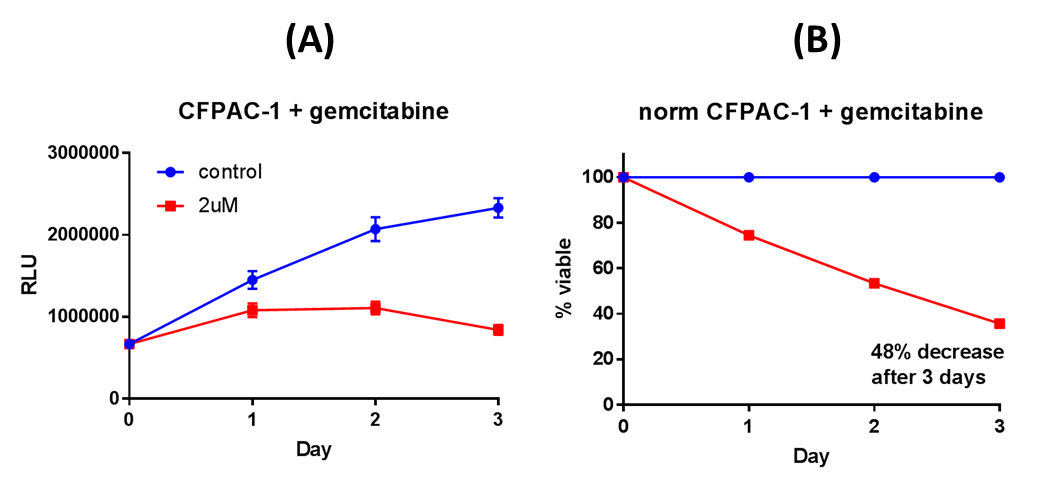 (A)
CFPAC-1 + gemcitabine
3000000
2000000
1000000
0
RLU
control
2uM
0 1 2 3
Day
(B)
norm CFPAC-1 + gemcitabine
100
80
60
40
20
0
% viable
48% decrease
after 3 days
0 1 2 3
Day